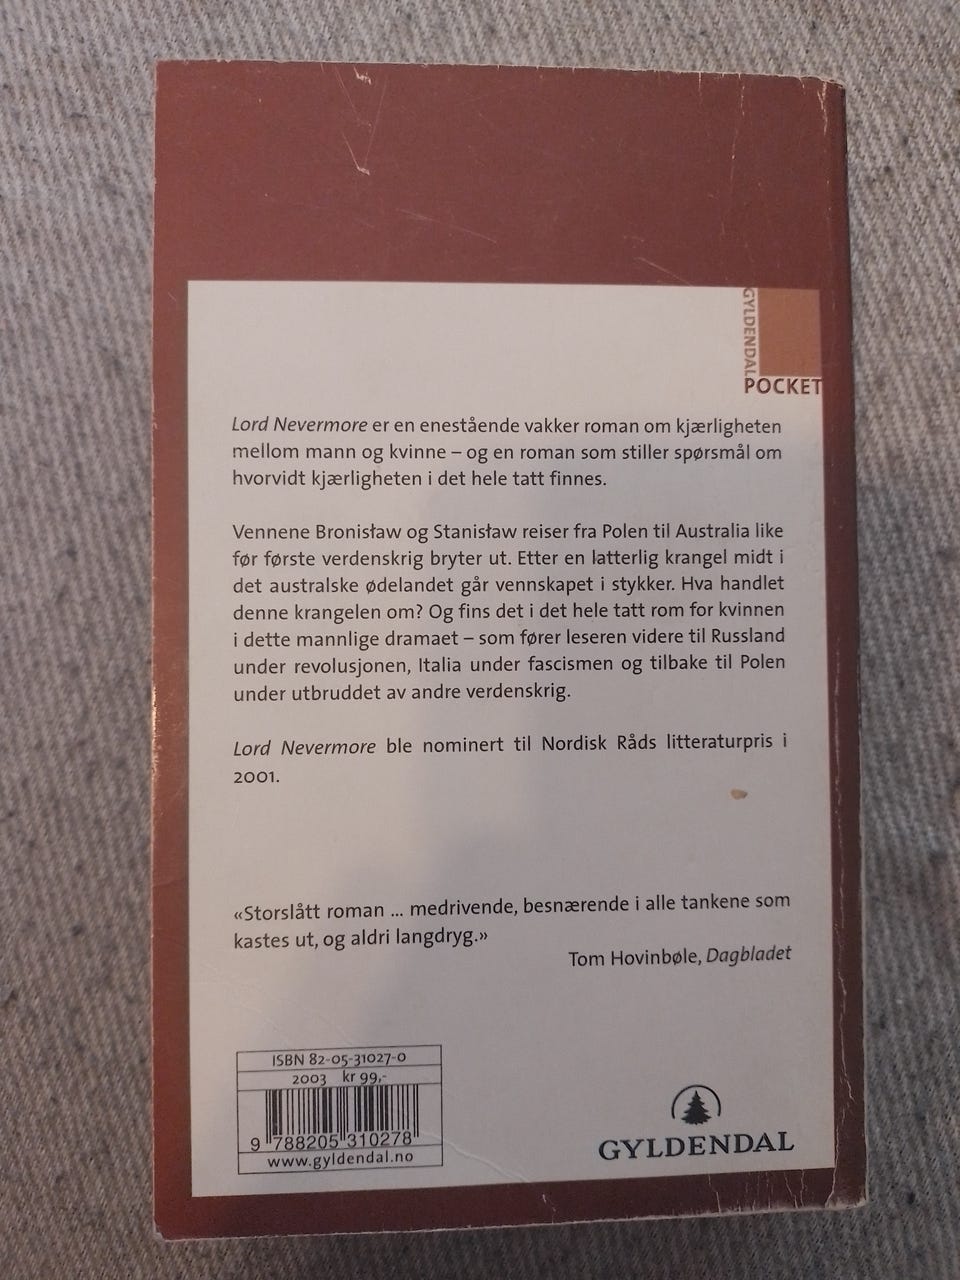 GYLDENDAL
POCKET
Lord Nevermore er en enestående vakker roman om kjærligheten
mellom mann og kvinne – og en roman som stiller spørsmål om
hvorvidt kjærligheten i det hele tatt finnes.
Vennene Bronisław og Stanisław reiser fra Polen til Australia like
før første verdenskrig bryter ut. Etter en latterlig krangel midt i
det australske ødelandet går vennskapet i stykker. Hva handlet
denne krangelen om? Og fins det i det hele tatt rom for kvinnen
i dette mannlige dramaet – som fører leseren videre til Russland
under revolusjonen, Italia under fascismen og tilbake til Polen
under utbruddet av andre verdenskrig.
Lord Nevermore ble nominert til Nordisk Råds litteraturpris i
2001.
«Storslått roman ... medrivende, besnærende i alle tankene som
kastes ut, og aldri langdryg.»
Tom Hovinbøle, Dagbladet
ISBN 82-05-31027-0
2003 kr 99,-
9 788205 310278
www.gyldendal.no
GYLDENDAL